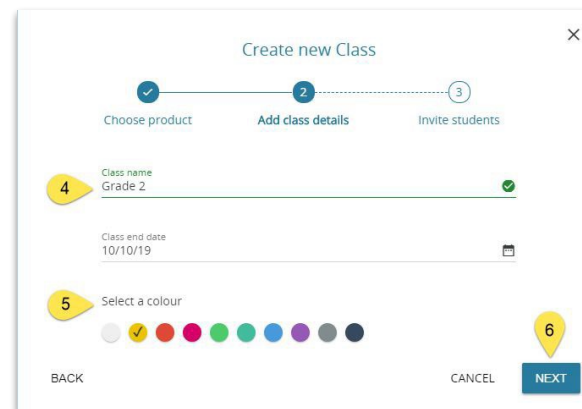 Create new Class
2
3
Choose product
Add class details
Invite students
Class name
4
Grade 2
Class end date
10/10/19
5
Select a colour
6
BACK
CANCEL
NEXT